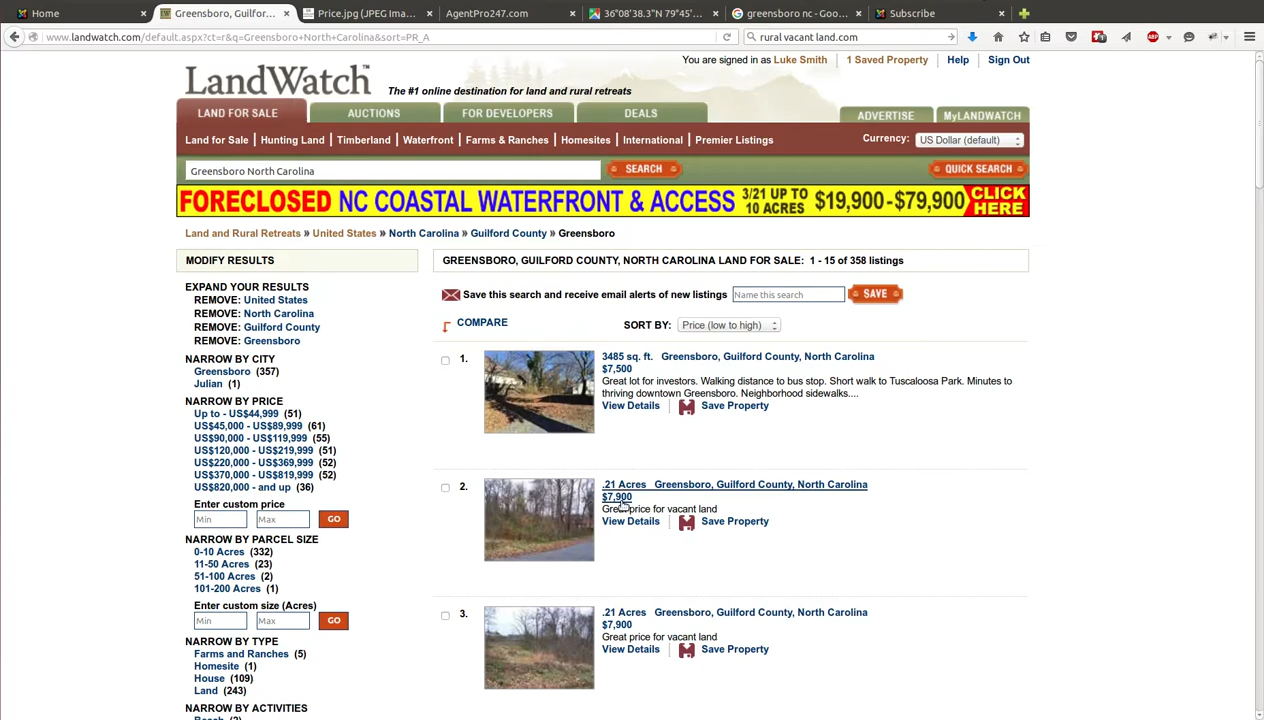 Home
Greensboro, Guilfor...
Price.jpg (JPEG Ima...
AgentPro247.com
36°08'38.3"N 79°45'...
greensboro nc - Goo...
Subscribe
www.landwatch.com/default.aspx?ct=r&q=Greensboro+North+Carolina&sort=PR_A
rural vacant land.com
You are signed in as Luke Smith
1 Saved Property
Help
Sign Out
LandWatch™
The #1 online destination for land and rural retreats
LAND FOR SALE
AUCTIONS
FOR DEVELOPERS
DEALS
ADVERTISE
MyLANDWATCH
Land for Sale | Hunting Land | Timberland | Waterfront | Farms & Ranches | Homesites | International | Premier Listings
Currency: US Dollar (default)
Greensboro North Carolina
SEARCH
QUICK SEARCH
FORECLOSED NC COASTAL WATERFRONT & ACCESS 3/21 UP TO 10 ACRES $19,900-$79,900 CLICK HERE
Land and Rural Retreats » United States » North Carolina » Guilford County » Greensboro
MODIFY RESULTS
EXPAND YOUR RESULTS
REMOVE: United States
REMOVE: North Carolina
REMOVE: Guilford County
REMOVE: Greensboro
NARROW BY CITY
Greensboro (357)
Julian (1)
NARROW BY PRICE
Up to - US$44,999 (51)
US$45,000 - US$89,999 (61)
US$90,000 - US$119,999 (55)
US$120,000 - US$219,999 (51)
US$220,000 - US$369,999 (52)
US$370,000 - US$819,999 (52)
US$820,000 - and up (36)
Enter custom price
Min
Max
GO
NARROW BY PARCEL SIZE
0-10 Acres (332)
11-50 Acres (23)
51-100 Acres (2)
101-200 Acres (1)
Enter custom size (Acres)
Min
Max
GO
NARROW BY TYPE
Farms and Ranches (5)
Homesite (1)
House (109)
Land (243)
NARROW BY ACTIVITIES
GREENSBORO, GUILFORD COUNTY, NORTH CAROLINA LAND FOR SALE: 1 - 15 of 358 listings
Save this search and receive email alerts of new listings
Name this search
SAVE
COMPARE
SORT BY: Price (low to high)
1.
3485 sq. ft. Greensboro, Guilford County, North Carolina
$7,500
Great lot for investors. Walking distance to bus stop. Short walk to Tuscaloosa Park. Minutes to
thriving downtown Greensboro. Neighborhood sidewalks....
View Details | Save Property
2.
.21 Acres Greensboro, Guilford County, North Carolina
$7,900
Great price for vacant land
View Details | Save Property
3.
.21 Acres Greensboro, Guilford County, North Carolina
$7,900
Great price for vacant land
View Details | Save Property